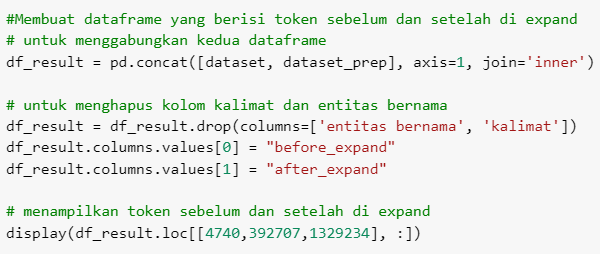 #Membuat dataframe yang berisi token sebelum dan setelah di expand
# untuk menggabungkan kedua dataframe
df_result = pd.concat([dataset, dataset_prep], axis=1, join='inner')
# untuk menghapus kolom kalimat dan entitas bernama
df_result = df_result.drop(columns=['entitas bernama', 'kalimat'])
df_result.columns.values[0] = "before_expand"
df_result.columns.values[1] = "after_expand"
# menampilkan token sebelum dan setelah di expand
display(df_result.loc[[4740,392707,1329234], :])